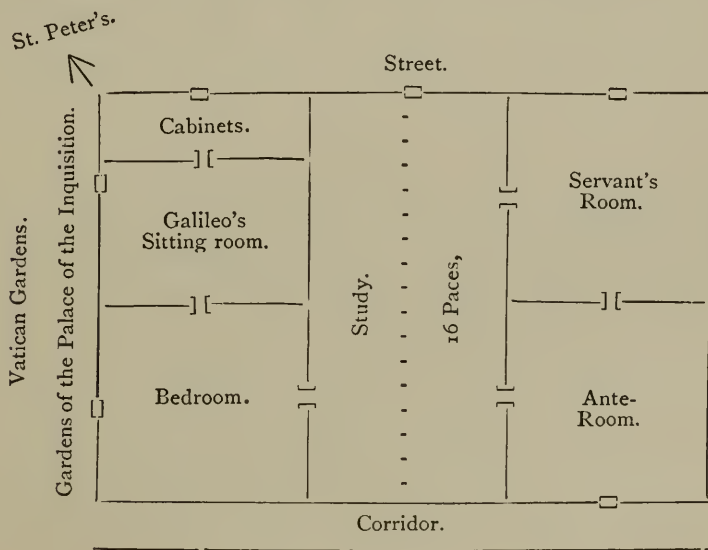 St. Peter's.
Street.
Vatican Gardens.
Gardens of the Palace of the Inquisition.
Cabinets.
Galileo's
Sitting room.
Bedroom.
Study.
16 Paces,
Servant's
Room.
Ante-
Room.
Corridor.